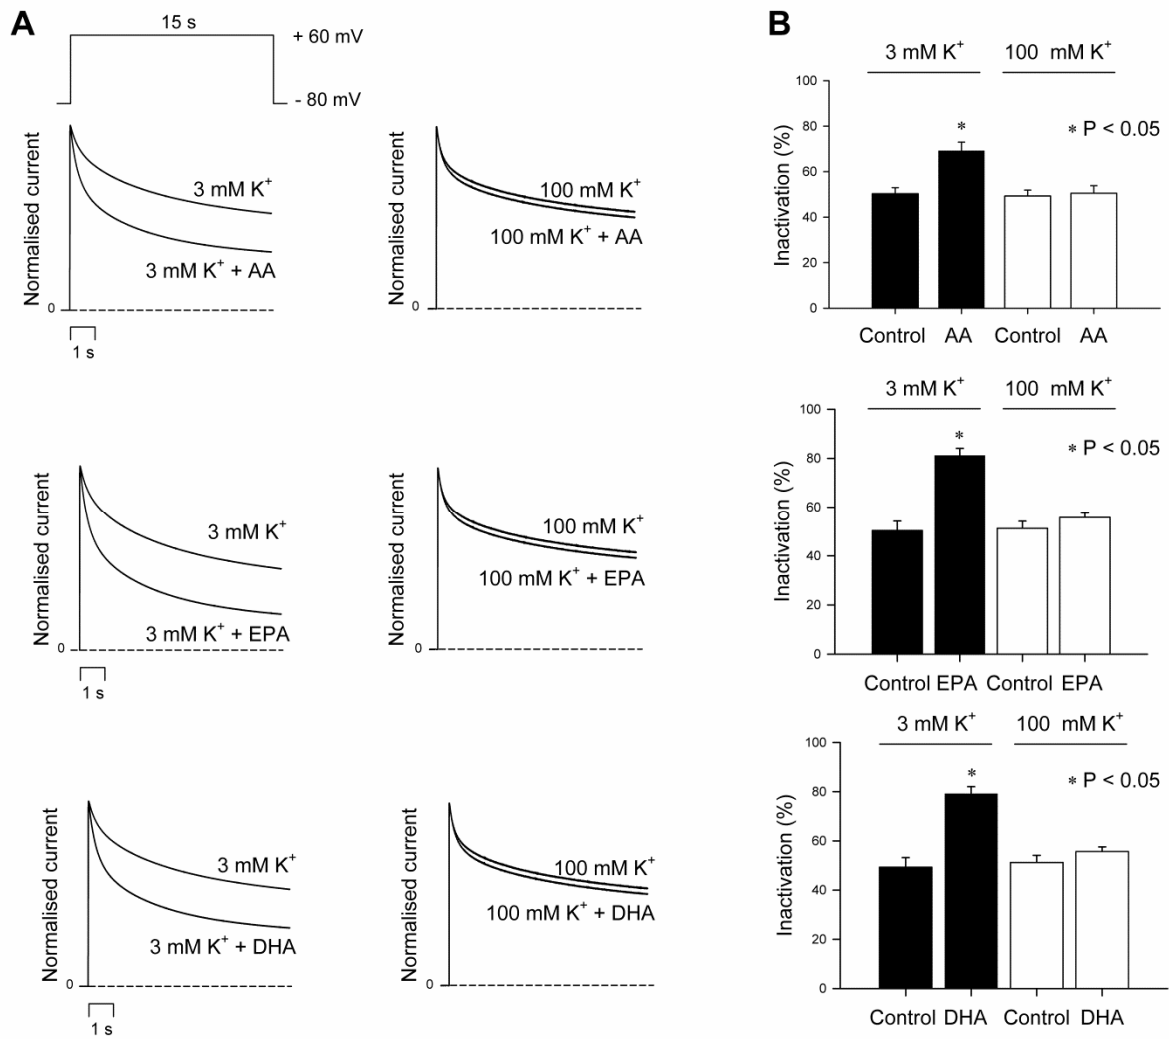 A
15 s
+ 60 mV
- 80 mV
Normalised current
3 mM K⁺
3 mM K⁺ + AA
0
1 s
Normalised current
100 mM K⁺
100 mM K⁺ + AA
0
Normalised current
3 mM K⁺
3 mM K⁺ + EPA
0
1 s
Normalised current
100 mM K⁺
100 mM K⁺ + EPA
0
Normalised current
3 mM K⁺
3 mM K⁺ + DHA
0
1 s
Normalised current
100 mM K⁺
100 mM K⁺ + DHA
0
B
3 mM K⁺ 100 mM K⁺
* P < 0.05
*
Inactivation (%)
100
80
60
40
20
0
Control AA Control AA
3 mM K⁺ 100 mM K⁺
* P < 0.05
*
Inactivation (%)
100
80
60
40
20
0
Control EPA Control EPA
3 mM K⁺ 100 mM K⁺
* P < 0.05
*
Inactivation (%)
100
80
60
40
20
0
Control DHA Control DHA